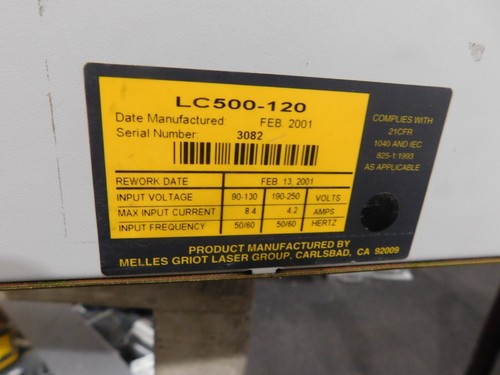 LC500-120
Date Manufactured: FEB 2001
Serial Number: 3082
REWORK DATE FEB 13, 2001
INPUT VOLTAGE 90-130 190-250 VOLTS
MAX INPUT CURRENT 8.4 4.2 AMPS
INPUT FREQUENCY 50/60 50/60 HERTZ
COMPLIES WITH
21CFR
1040 AND IEC
825-1:1993
AS APPLICABLE
PRODUCT MANUFACTURED BY
MELLES GRIOT LASER GROUP, CARLSBAD, CA 92009